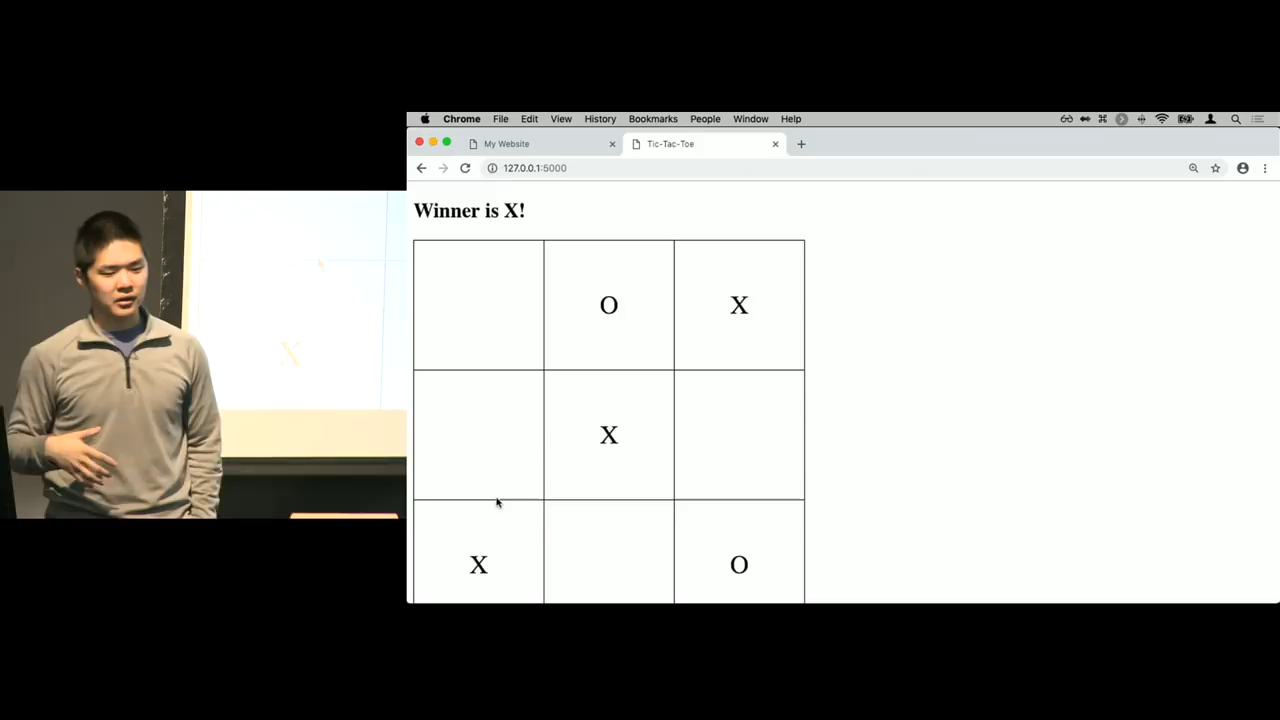 Chrome File Edit View History Bookmarks People Window Help
My Website
Tic-Tac-Toe
127.0.0.1:5000
Winner is X!
O X
X
X O
X